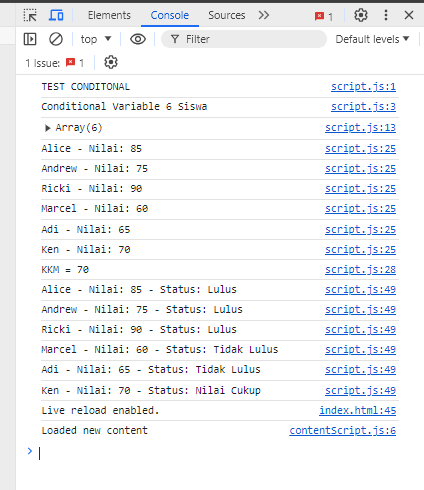 Elements Console Sources 1
top Filter Default levels
1 Issue: 1
TEST CONDITONAL script.js:1
Conditional Variable 6 Siswa script.js:3
Array(6) script.js:13
Alice - Nilai: 85 script.js:25
Andrew - Nilai: 75 script.js:25
Ricki - Nilai: 90 script.js:25
Marcel - Nilai: 60 script.js:25
Adi - Nilai: 65 script.js:25
Ken - Nilai: 70 script.js:25
KKM = 70 script.js:28
Alice - Nilai: 85 - Status: Lulus script.js:49
Andrew - Nilai: 75 - Status: Lulus script.js:49
Ricki - Nilai: 90 - Status: Lulus script.js:49
Marcel - Nilai: 60 - Status: Tidak Lulus script.js:49
Adi - Nilai: 65 - Status: Tidak Lulus script.js:49
Ken - Nilai: 70 - Status: Nilai Cukup script.js:49
Live reload enabled. index.html:45
Loaded new content contentScript.js:6